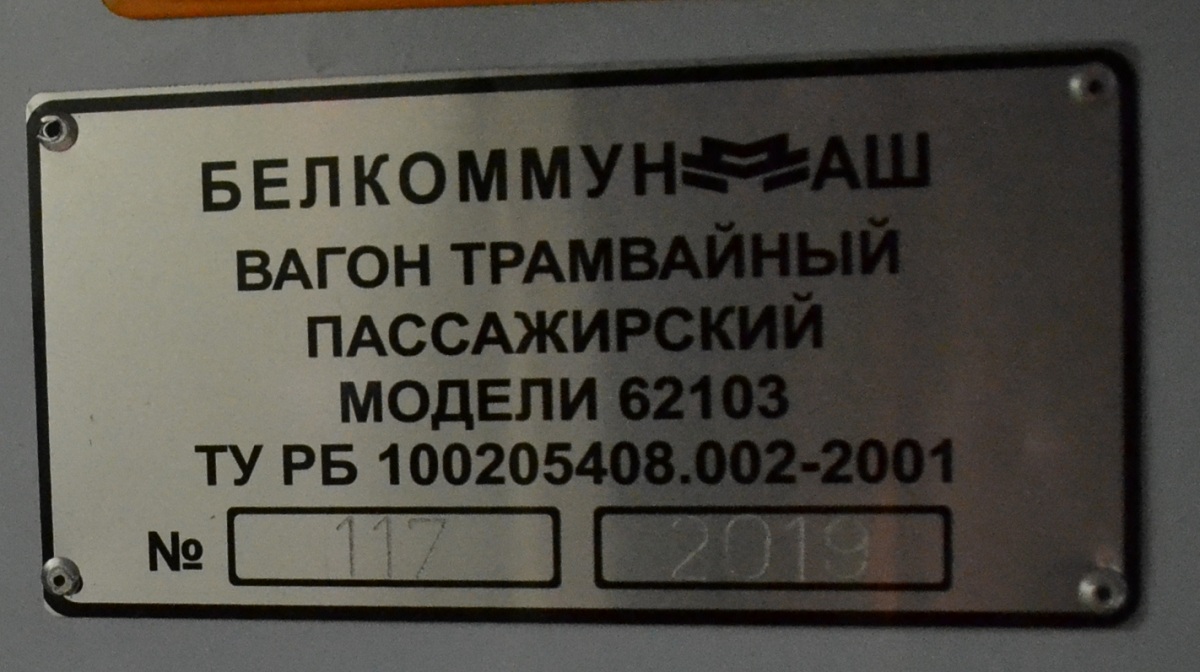 БЕЛКОММУНМАШ
ВАГОН ТРАМВАЙНЫЙ
ПАССАЖИРСКИЙ
МОДЕЛИ 62103
ТУ РБ 100205408.002-2001
№ 117 2019